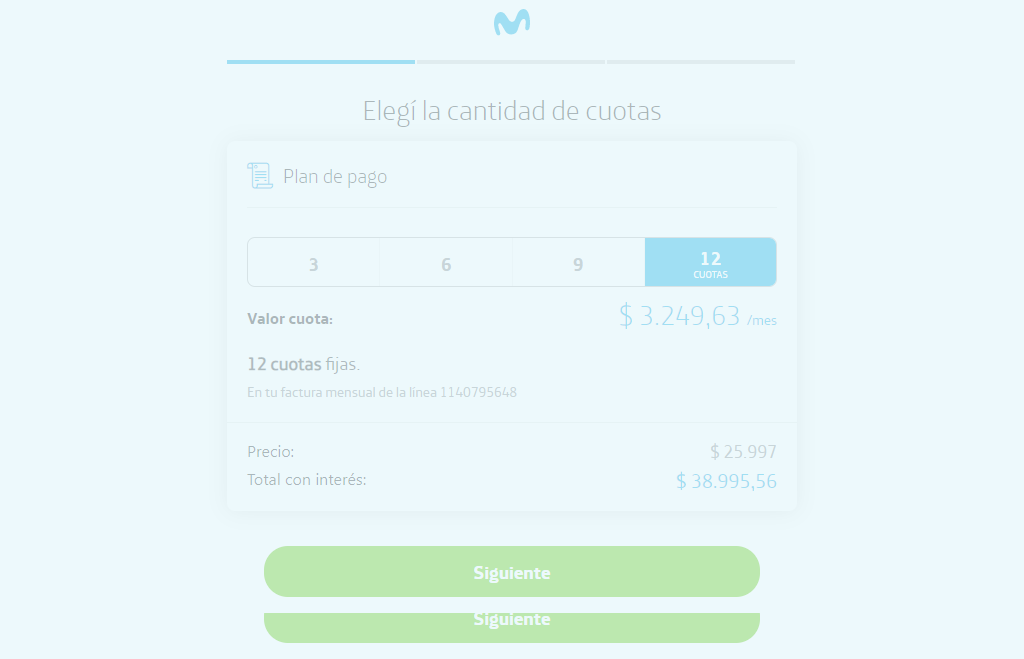 Elegí la cantidad de cuotas
Plan de pago
3 6 9 12
CUOTAS
Valor cuota: $ 3.249,63 /mes
12 cuotas fijas.
En tu factura mensual de la línea 1140795648
Precio: $ 25.997
Total con interés: $ 38.995,56
Siguiente
Siguiente